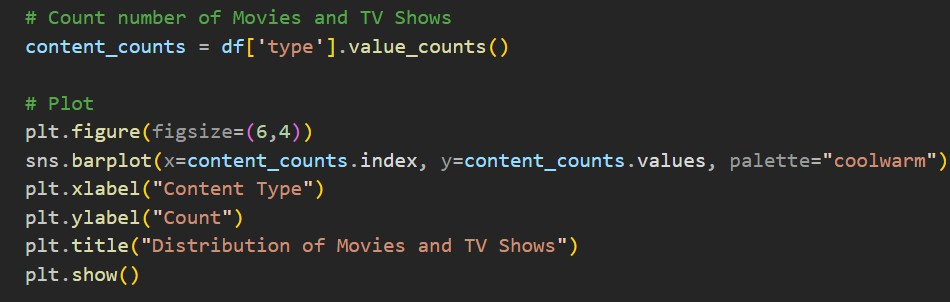 # Count number of Movies and TV Shows
content_counts = df['type'].value_counts()
# Plot
plt.figure(figsize=(6,4))
sns.barplot(x=content_counts.index, y=content_counts.values, palette="coolwarm")
plt.xlabel("Content Type")
plt.ylabel("Count")
plt.title("Distribution of Movies and TV Shows")
plt.show()